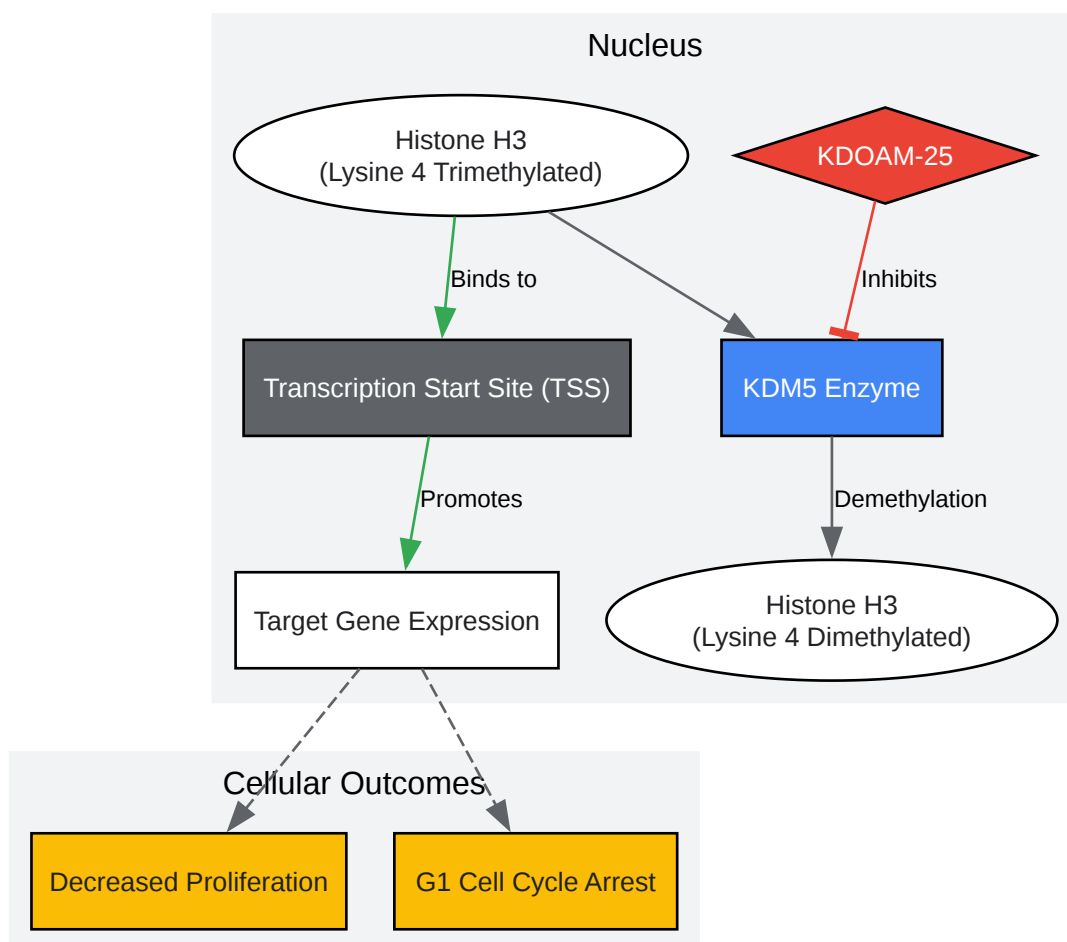 Nucleus
Histone H3
(Lysine 4 Trimethylated)
KDOAM-25
Binds to
Inhibits
Transcription Start Site (TSS)
KDM5 Enzyme
Promotes
Demethylation
Target Gene Expression
Histone H3
(Lysine 4 Dimethylated)
Cellular Outcomes
Decreased Proliferation
G1 Cell Cycle Arrest